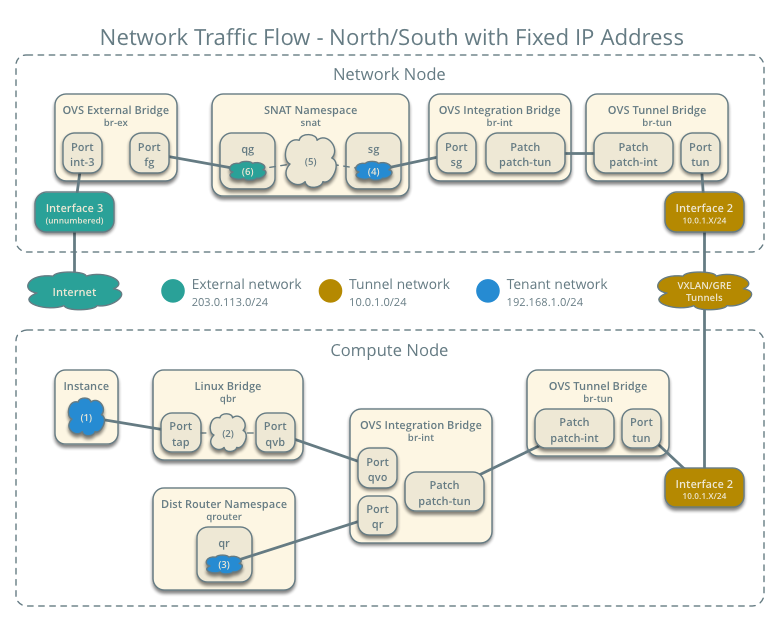 Network Traffic Flow - North/South with Fixed IP Address
Network Node
OVS External Bridge
br-ex
Port
int-3
Port
fg
SNAT Namespace
snat
qg
(6)
(5)
sg
(4)
OVS Integration Bridge
br-int
Port
sg
Patch
patch-tun
OVS Tunnel Bridge
br-tun
Patch
patch-int
Port
tun
Interface 3
(unnumbered)
Interface 2
10.0.1.X/24
Internet
External network
203.0.113.0/24
Tunnel network
10.0.1.0/24
Tenant network
192.168.1.0/24
VXLAN/GRE
Tunnels
Compute Node
Instance
(1)
Linux Bridge
qbr
Port
tap
(2)
Port
qvb
OVS Integration Bridge
br-int
Port
qvo
Patch
patch-tun
Port
qr
OVS Tunnel Bridge
br-tun
Patch
patch-int
Port
tun
Interface 2
10.0.1.X/24
Dist Router Namespace
qrouter
qr
(3)